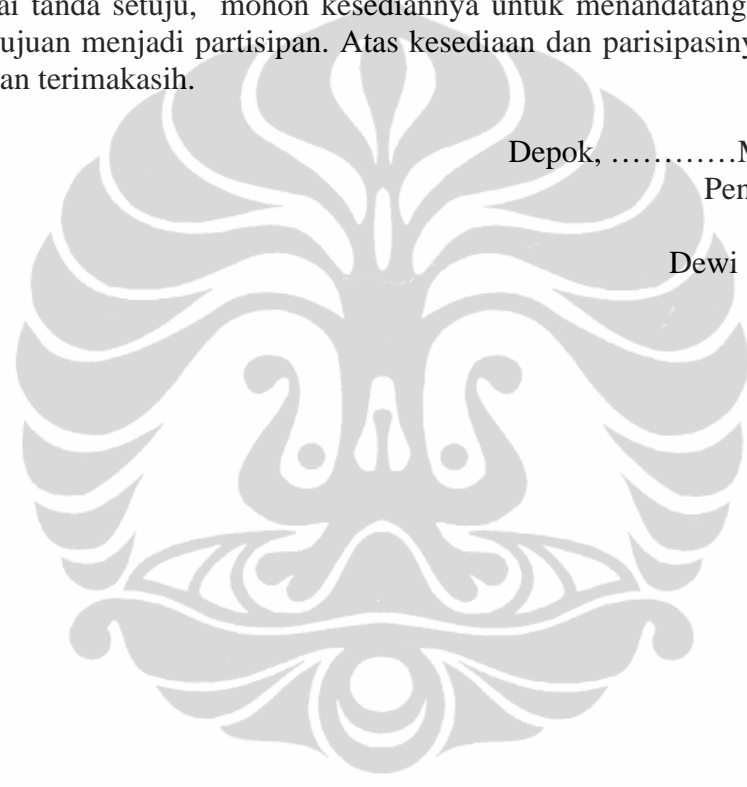 ai tanda setuju, mohon kesediannya untuk menandatang
ujuan menjadi partisipan. Atas kesediaan dan parisipasiny
an terimakasih.
Depok, …………M
Pen
Dewi